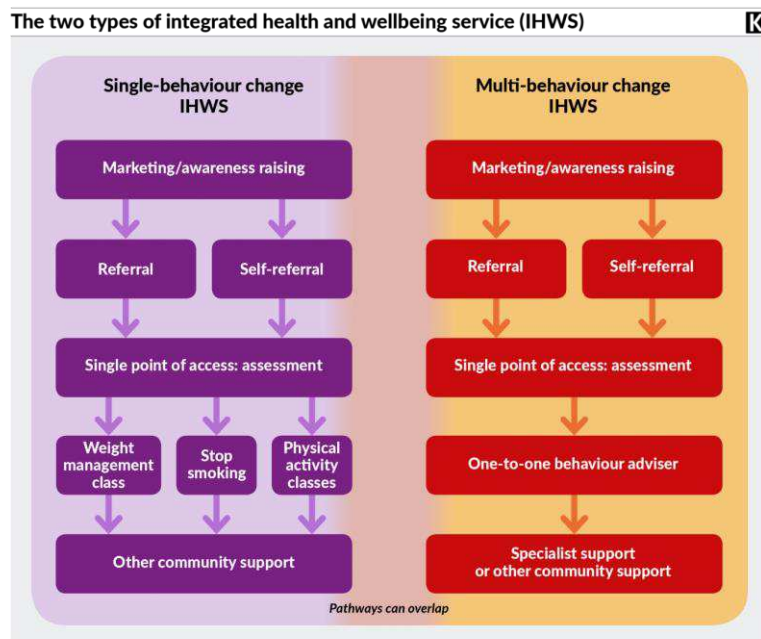 The two types of integrated health and wellbeing service (IHWS)
K
Single-behaviour change
IHWS
Marketing/awareness raising
Referral
Self-referral
Single point of access: assessment
Weight
management
class
Stop
smoking
Physical
activity
classes
Other community support
Multi-behaviour change
IHWS
Marketing/awareness raising
Referral
Self-referral
Single point of access: assessment
One-to-one behaviour adviser
Specialist support
or other community support
Pathways can overlap